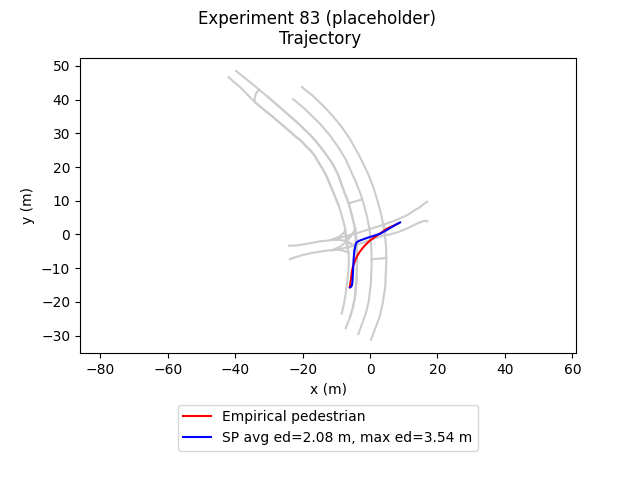 Experiment 83 (placeholder)
Trajectory
50
40
30
20
10
0
−10
−20
−30
y (m)
−80 −60 −40 −20 0 20 40 60
x (m)
Empirical pedestrian
SP avg ed=2.08 m, max ed=3.54 m